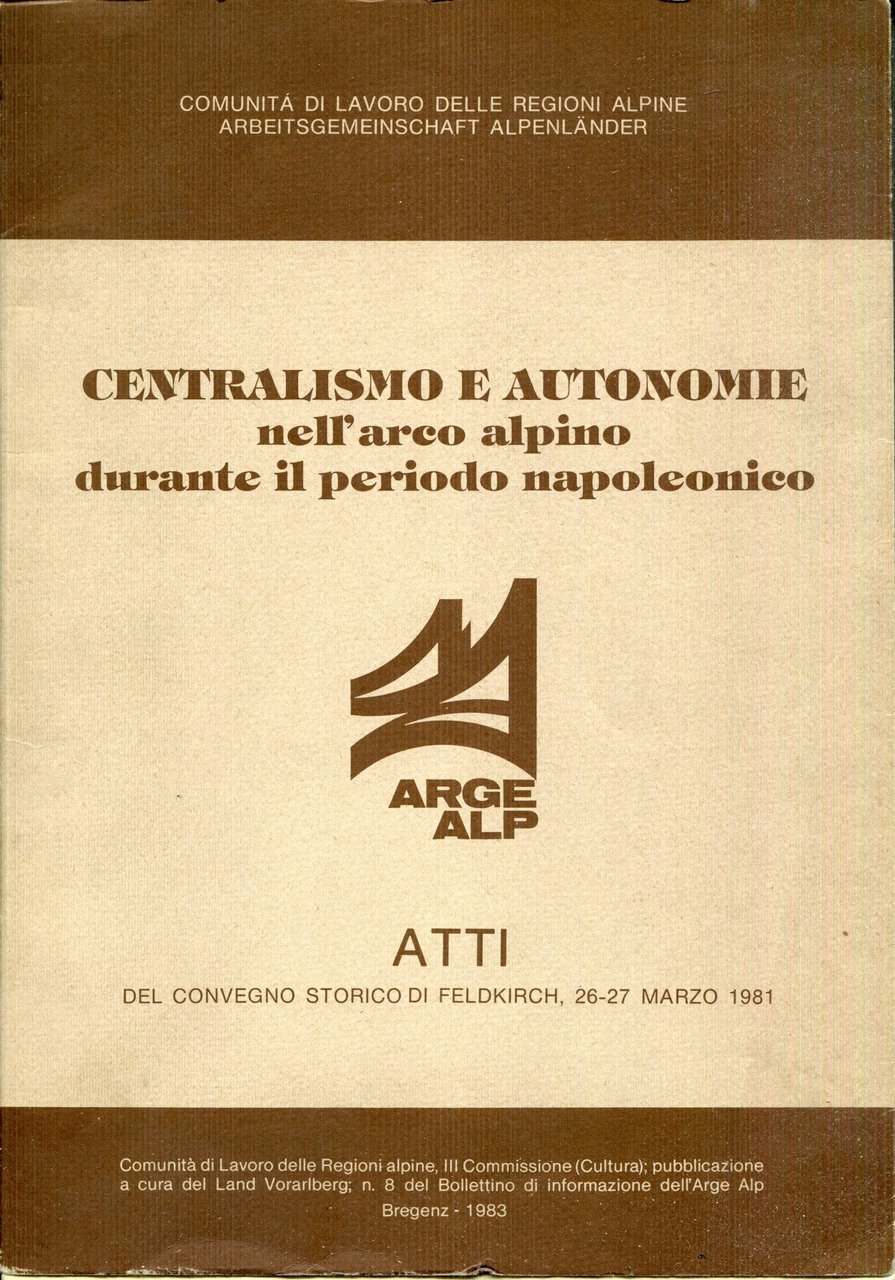 COMUNITÁ DI LAVORO DELLE REGIONI ALPINE
ARBEITSGEMEINSCHAFT ALPENLÄNDER
CENTRALISMO E AUTONOMIE
nell'arco alpino
durante il periodo napoleonico
ARGE
ALP
ATTI
DEL CONVEGNO STORICO DI FELDKIRCH, 26-27 MARZO 1981
Comunità di Lavoro delle Regioni alpine, III Commissione (Cultura); pubblicazione
a cura del Land Vorarlberg; n. 8 del Bollettino di informazione dell'Arge Alp
Bregenz - 1983